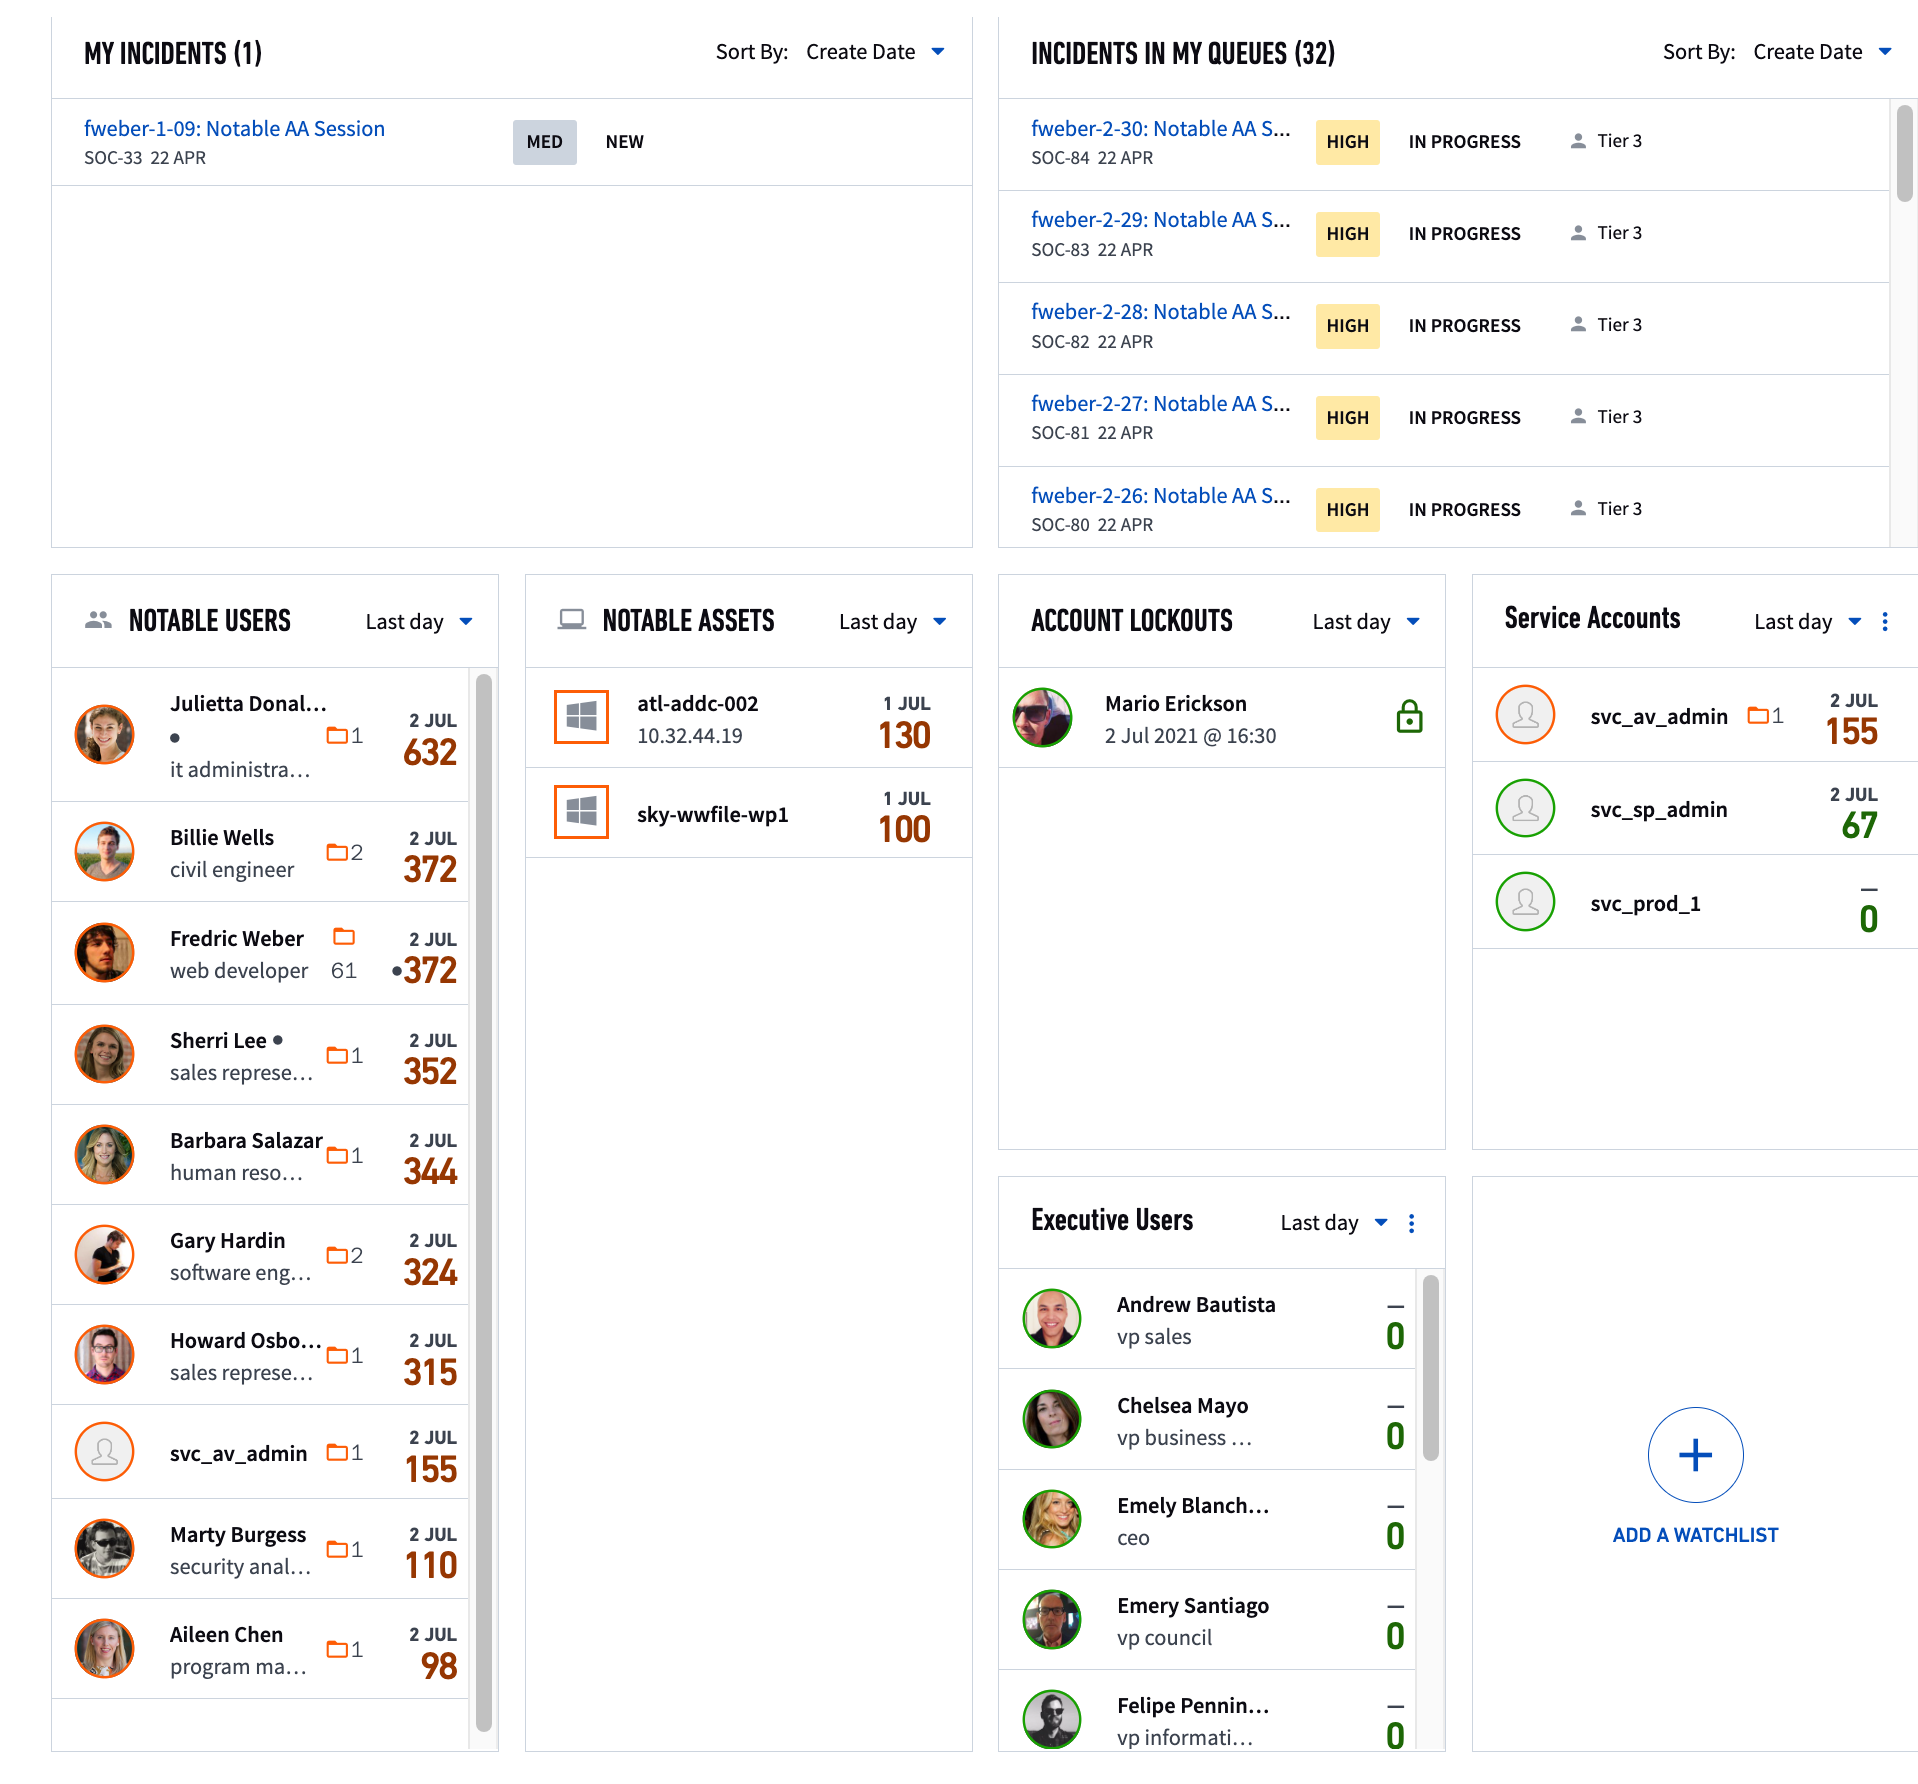 MY INCIDENTS (1)
Sort By: Create Date
fweber-1-09: Notable AA Session
SOC-33 22 APR
MED
NEW
INCIDENTS IN MY QUEUES (32)
Sort By: Create Date
fweber-2-30: Notable AA S...
SOC-84 22 APR
HIGH
IN PROGRESS
Tier 3
fweber-2-29: Notable AA S...
SOC-83 22 APR
HIGH
IN PROGRESS
Tier 3
fweber-2-28: Notable AA S...
SOC-82 22 APR
HIGH
IN PROGRESS
Tier 3
fweber-2-27: Notable AA S...
SOC-81 22 APR
HIGH
IN PROGRESS
Tier 3
fweber-2-26: Notable AA S...
SOC-80 22 APR
HIGH
IN PROGRESS
Tier 3
NOTABLE USERS
Last day
Julietta Donal...
it administra...
1
2 JUL
632
Billie Wells
civil engineer
2
2 JUL
372
Fredric Weber
web developer
61
2 JUL
372
Sherri Lee
sales represe...
1
2 JUL
352
Barbara Salazar
human reso...
1
2 JUL
344
Gary Hardin
software eng...
2
2 JUL
324
Howard Osbo...
sales represe...
1
2 JUL
315
svc_av_admin
1
2 JUL
155
Marty Burgess
security anal...
1
2 JUL
110
Aileen Chen
program ma...
1
2 JUL
98
NOTABLE ASSETS
Last day
atl-addc-002
10.32.44.19
1 JUL
130
sky-wwfile-wp1
1 JUL
100
ACCOUNT LOCKOUTS
Last day
Mario Erickson
2 Jul 2021 @ 16:30
Service Accounts
Last day
svc_av_admin
1
2 JUL
155
svc_sp_admin
2 JUL
67
svc_prod_1
–
0
Executive Users
Last day
Andrew Bautista
vp sales
–
0
Chelsea Mayo
vp business ...
–
0
Emely Blanch...
ceo
–
0
Emery Santiago
vp council
–
0
Felipe Pennin...
vp informati...
–
0
ADD A WATCHLIST